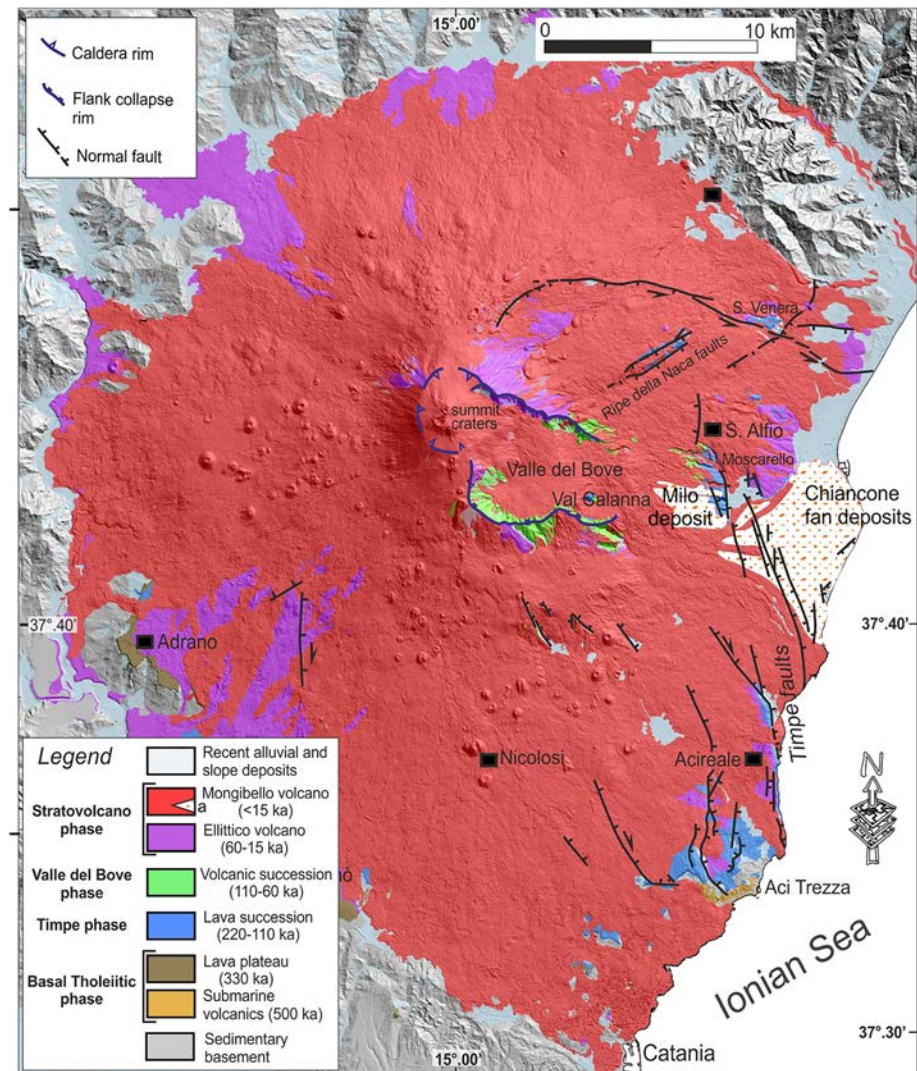 15°.00'
0
10 km
Caldera rim
Flank collapse
rim
Normal fault
S. Venera
Ripe della Naca faults
summit
craters
S. Alfio
Valle del Bove
Moscarello
Val Calanna
Milo
deposit
Chiancone
fan deposits
37°.40'
37°.40'
Adrano
Timpe faults
Nicolosi
Acireale
N
Aci Trezza
Ionian Sea
37°.30'
15°.00'
Catania
Legend
Recent alluvial and
slope deposits
Stratovolcano
phase
a
Mongibello volcano
(<15 ka)
Ellittico volcano
(60-15 ka)
Valle del Bove
phase
Volcanic succession
(110-60 ka)
Timpe phase
Lava succession
(220-110 ka)
Basal Tholeiitic
phase
Lava plateau
(330 ka)
Submarine
volcanics (500 ka)
Sedimentary
basement